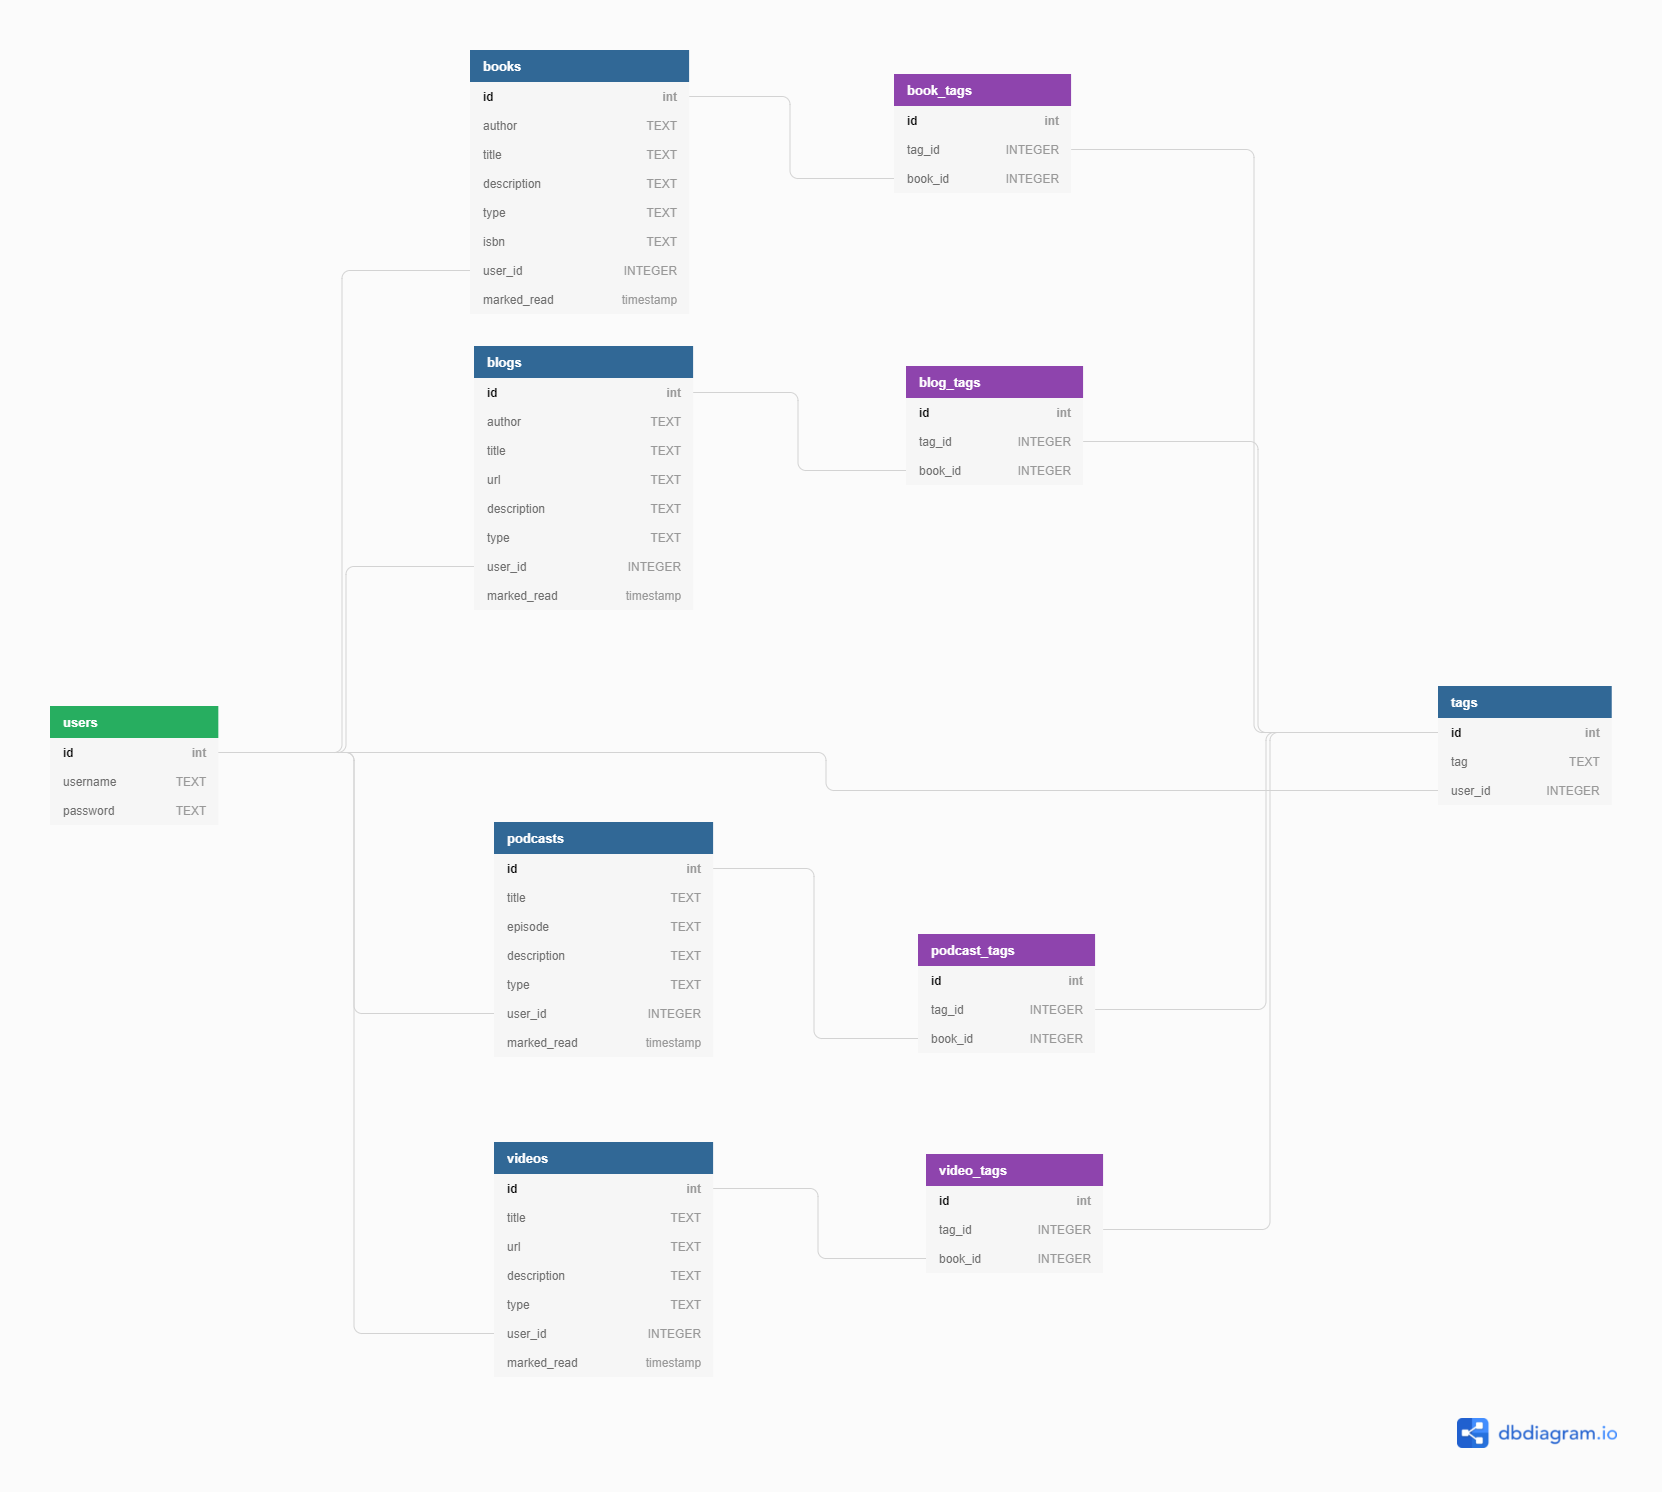 books
id int
author TEXT
title TEXT
description TEXT
type TEXT
isbn TEXT
user_id INTEGER
marked_read timestamp
book_tags
id int
tag_id INTEGER
book_id INTEGER
blogs
id int
author TEXT
title TEXT
url TEXT
description TEXT
type TEXT
user_id INTEGER
marked_read timestamp
blog_tags
id int
tag_id INTEGER
book_id INTEGER
users
id int
username TEXT
password TEXT
tags
id int
tag TEXT
user_id INTEGER
podcasts
id int
title TEXT
episode TEXT
description TEXT
type TEXT
user_id INTEGER
marked_read timestamp
podcast_tags
id int
tag_id INTEGER
book_id INTEGER
videos
id int
title TEXT
url TEXT
description TEXT
type TEXT
user_id INTEGER
marked_read timestamp
video_tags
id int
tag_id INTEGER
book_id INTEGER
dbdiagram.io